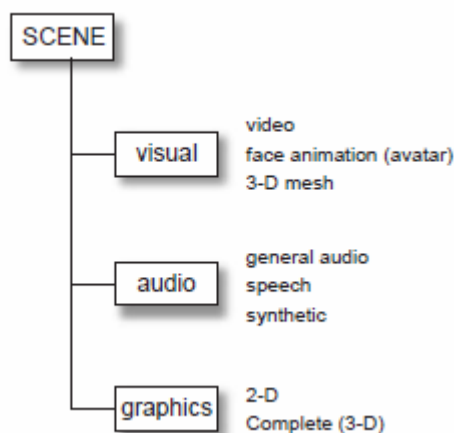 SCENE
visual
video
face animation (avatar)
3-D mesh
audio
general audio
speech
synthetic
graphics
2-D
Complete (3-D)